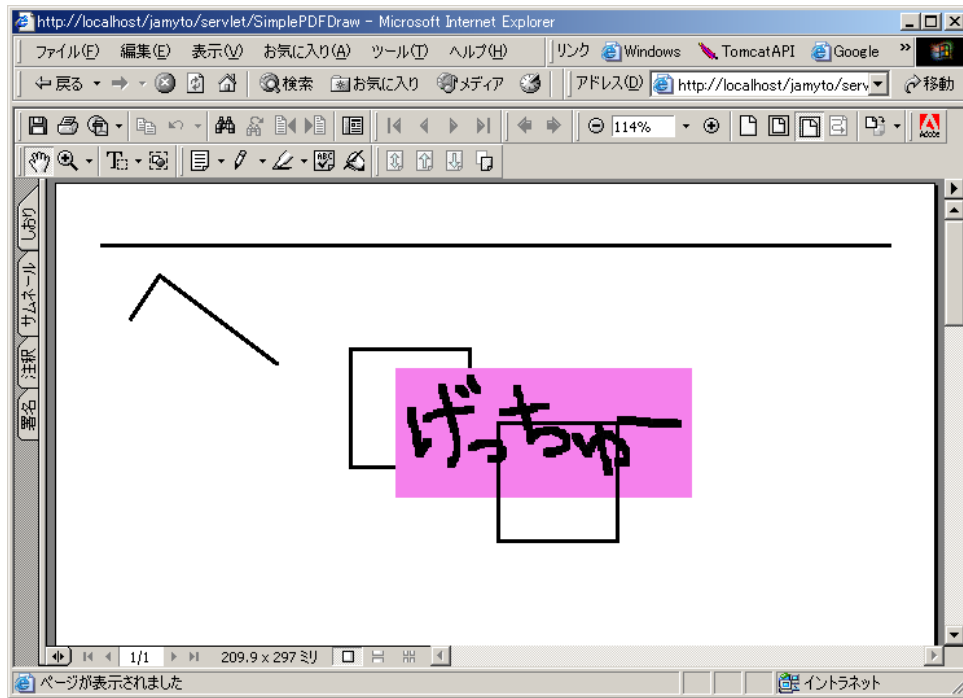 http://localhost/jamyto/servlet/SimplePDFDraw - Microsoft Internet Explorer
ファイル(F) 編集(E) 表示(V) お気に入り(A) ツール(T) ヘルプ(H) リンク Windows TomcatAPI Google »
戻る 検索 お気に入り メディア アドレス(D) http://localhost/jamyto/serv 移動
114% Adobe
T ABC
しおり
サムネール
注釈
署名
げっちゅー
1/1 209.9 x 297 ミリ
ページが表示されました イントラネット